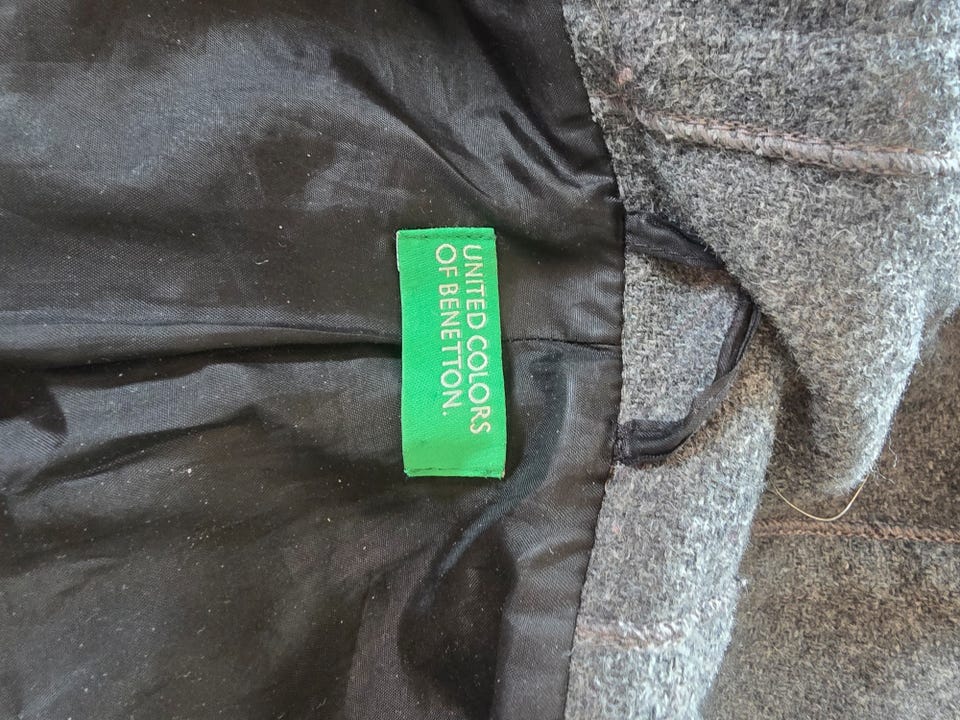 UNITED COLORS
OF BENETTON.